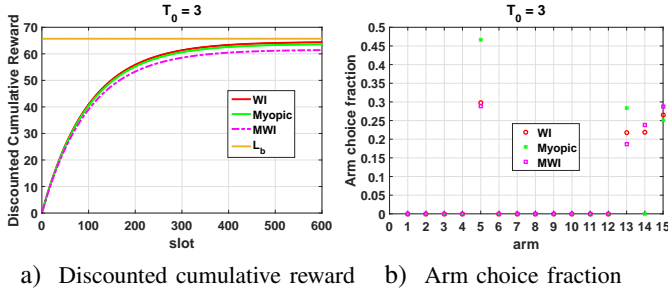 T_0 = 3
Discounted Cumulative Reward
70
60
50
40
30
20
10
0
WI
Myopic
MWI
L_b
0 100 200 300 400 500 600
slot
T_0 = 3
Arm choice fraction
0.5
0.45
0.4
0.35
0.3
0.25
0.2
0.15
0.1
0.05
0
WI
Myopic
MWI
0 1 2 3 4 5 6 7 8 9 10 11 12 13 14 15
arm
a) Discounted cumulative reward
b) Arm choice fraction